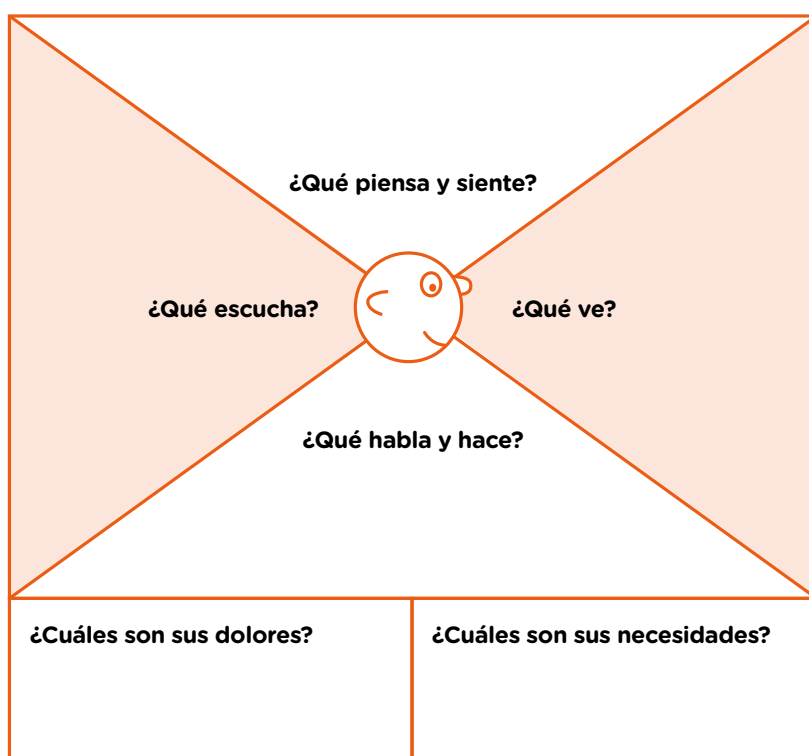 ¿Qué piensa y siente?
¿Qué escucha?
¿Qué ve?
¿Qué habla y hace?
¿Cuáles son sus dolores?
¿Cuáles son sus necesidades?